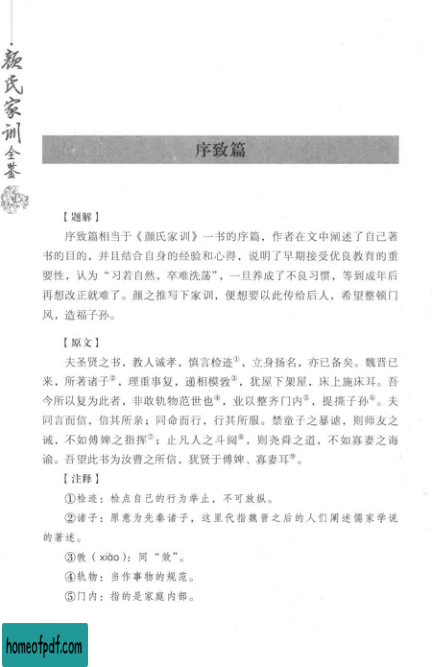 颜氏家训全鉴
序致篇
【题解】
序致篇相当于《颜氏家训》一书的序篇，作者在文中阐述了自己著
书的目的，并且结合自身的经验和心得，说明了早期接受优良教育的重
要性，认为“习若自然，卒难洗荡”，一旦养成了不良习惯，等到成年后
再想改正就难了。颜之推写下家训，便想要以此传给后人，希望整顿门
风，造福子孙。
【原文】
夫圣贤之书，教人诚孝，慎言检迹①，立身扬名，亦已备矣。魏晋已
来，所著诸子②，理重事复，递相模敩③，犹屋下架屋，床上施床耳。吾
今所以复为此者，非敢轨物范世也④，业以整齐门内⑤，提撕子孙⑥。夫
同言而信，信其所亲；同命而行，行其所服。禁童子之暴谑，则师友之
诫，不如傅婢之指挥⑦；止凡人之斗阋⑧，则尧舜之道，不如寡妻之诲
谕。吾望此书为汝曹之所信，犹贤于傅婢、寡妻耳⑨。
【注释】
①检迹：检点自己的行为举止，不可放纵。
②诸子：原意为先秦诸子，这里代指魏晋之后的人们阐述儒家学说
的著述。
③敩（xiào）：同“效”。
④轨物：当作事物的规范。
⑤门内：指的是家庭内部。
homeofpdf.com